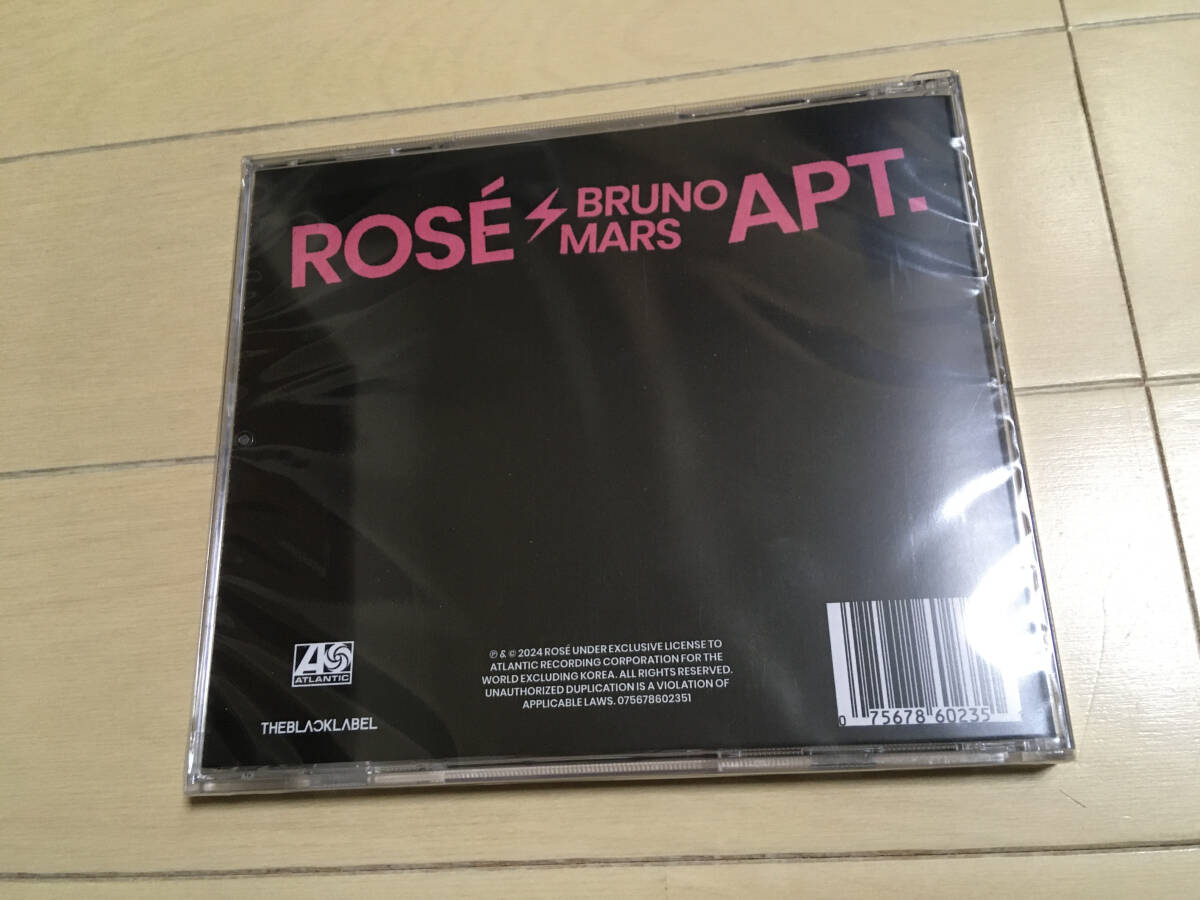 ROSÉ BRUNO MARS APT.
ATLANTIC
THEBLACKLABEL
℗ & © 2024 ROSÉ UNDER EXCLUSIVE LICENSE TO
ATLANTIC RECORDING CORPORATION FOR THE
WORLD EXCLUDING KOREA. ALL RIGHTS RESERVED.
UNAUTHORIZED DUPLICATION IS A VIOLATION OF
APPLICABLE LAWS. 075678602351
0 75678 60235